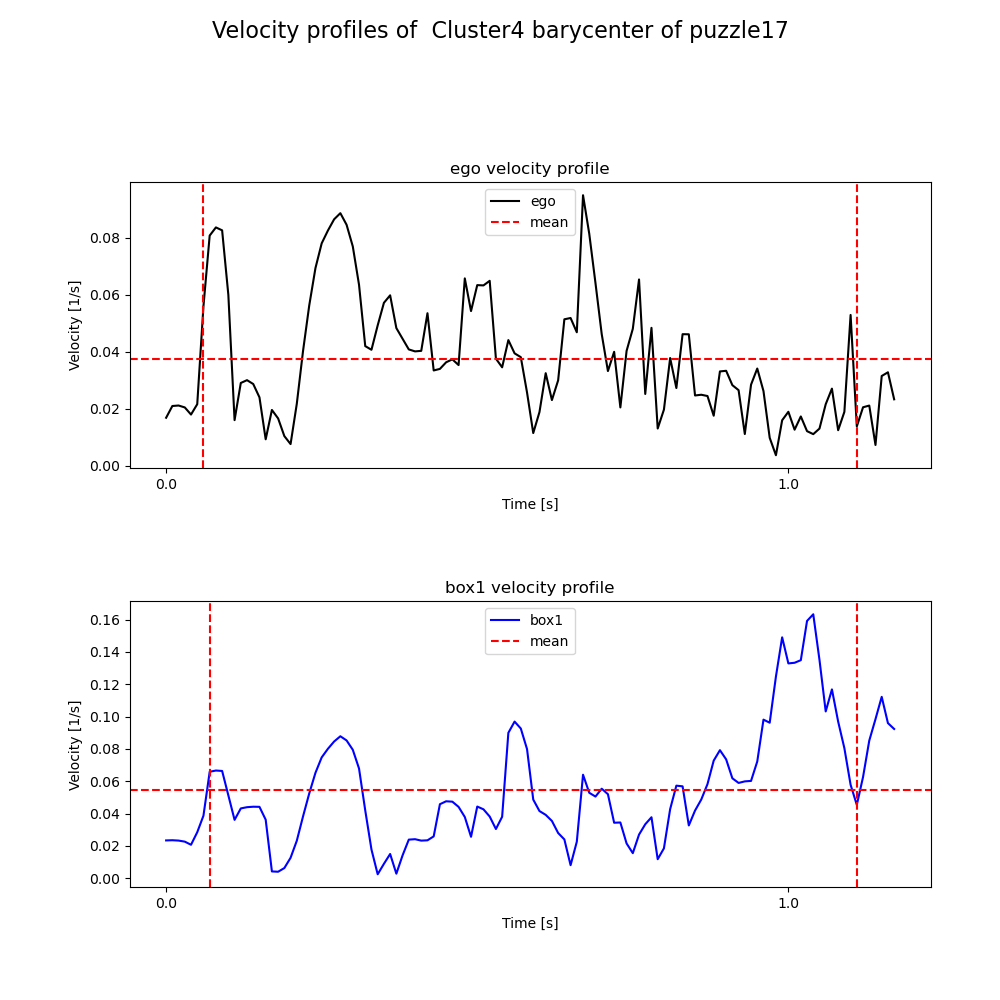 Velocity profiles of  Cluster4 barycenter of puzzle17
ego velocity profile
ego
mean
Velocity [1/s]
0.08
0.06
0.04
0.02
0.00
0.0
1.0
Time [s]
box1 velocity profile
box1
mean
Velocity [1/s]
0.16
0.14
0.12
0.10
0.08
0.06
0.04
0.02
0.00
0.0
1.0
Time [s]